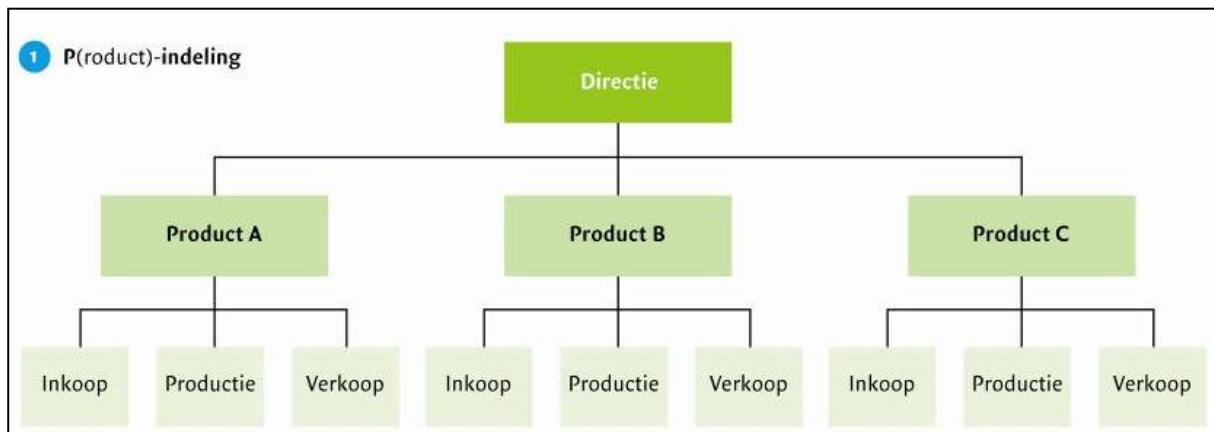 1 P(roduct)-indeling
Directie
Product A Product B Product C
Inkoop Productie Verkoop Inkoop Productie Verkoop Inkoop Productie Verkoop